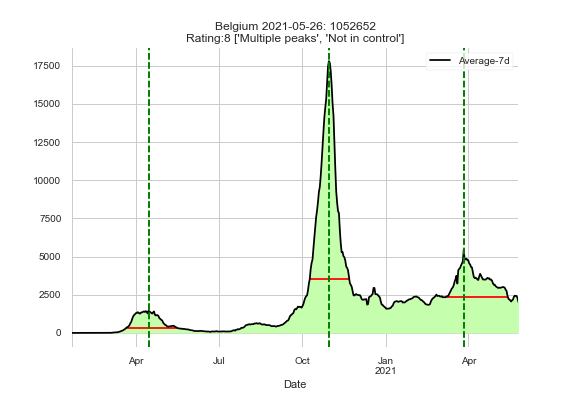 Belgium 2021-05-26: 1052652
Rating:8 ['Multiple peaks', 'Not in control']
Average-7d
17500
15000
12500
10000
7500
5000
2500
0
Apr Jul Oct Jan Apr
2021
Date